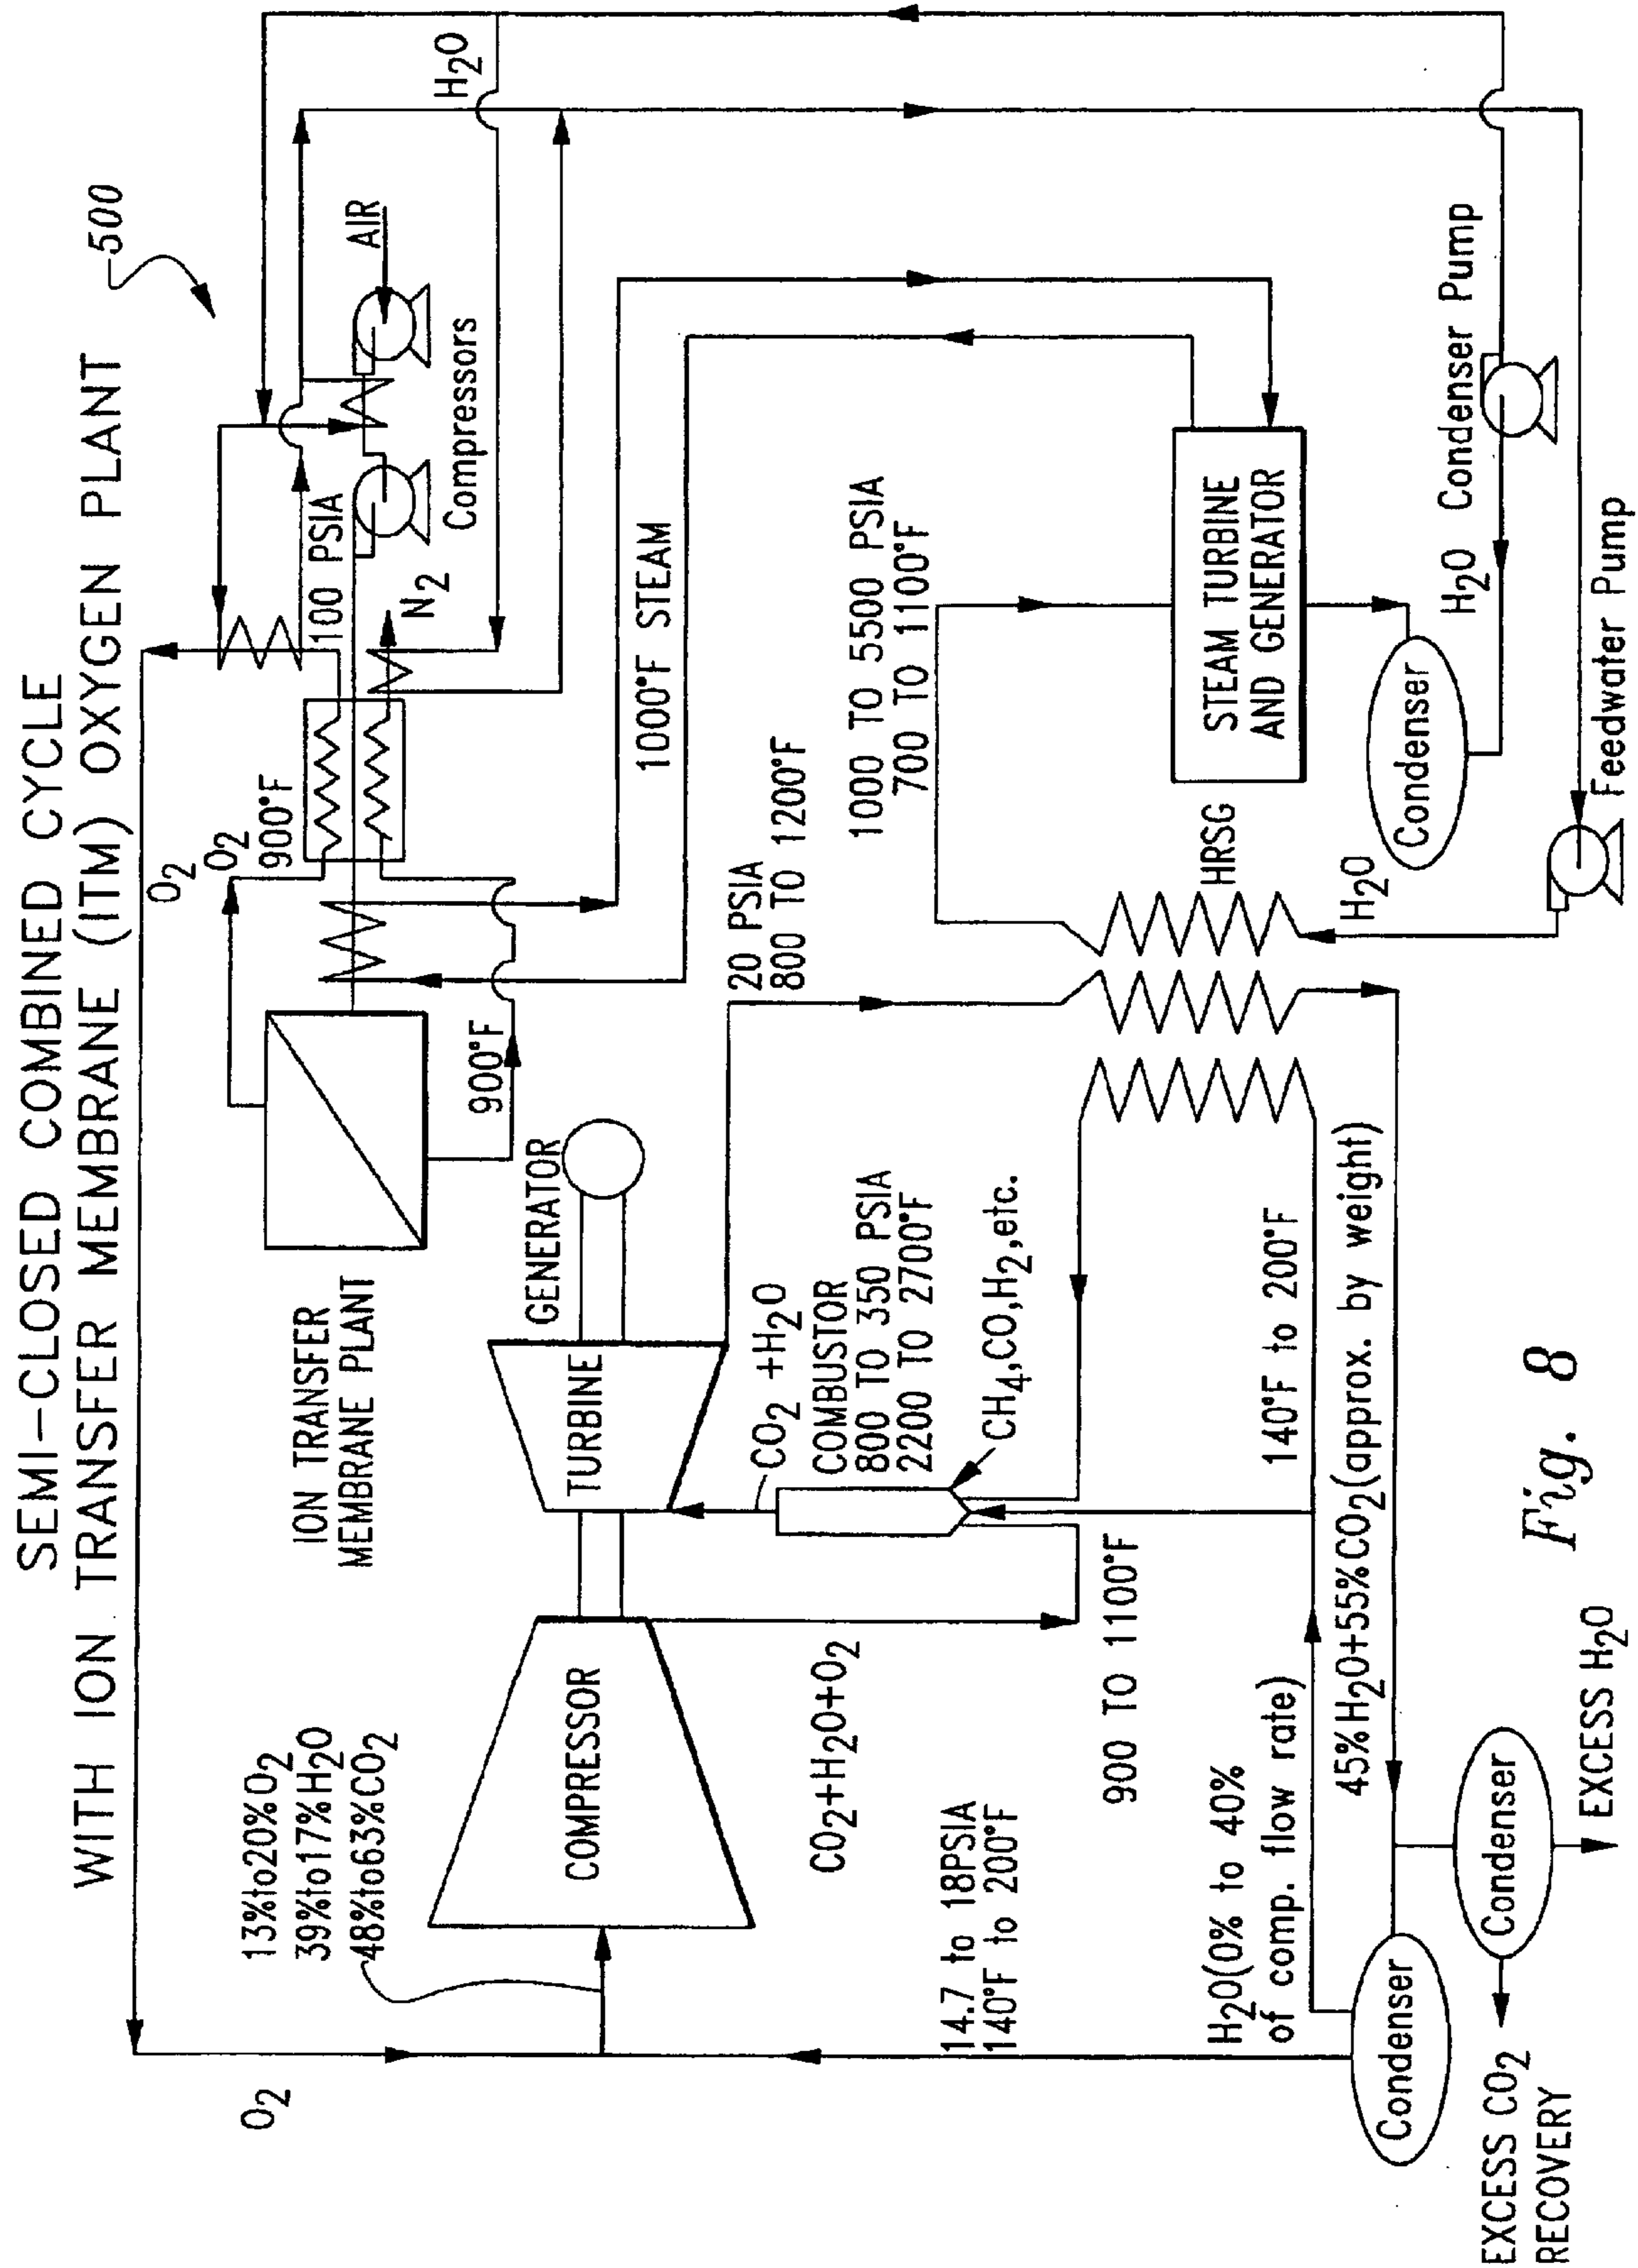 SEMI-CLOSED COMBINED CYCLE
WITH ION TRANSFER MEMBRANE (ITM) OXYGEN PLANT
500
O2
O2
O2
900°F
13%to20%O2
39%to17%H2O
48%to63%CO2
ION TRANSFER
MEMBRANE PLANT
100 PSIA
AIR
H2O
N2
Compressors
900°F
COMPRESSOR
TURBINE
GENERATOR
1000°F STEAM
CO2+H2O+O2
CO2 +H2O
COMBUSTOR
800 TO 350 PSIA
2200 TO 2700°F
CH4,CO,H2,etc.
20 PSIA
800 TO 1200°F
1000 TO 5500 PSIA
700 TO 1100°F
14.7 to 18PSIA
140°F to 200°F
900 TO 1100°F
HRSG
STEAM TURBINE
AND GENERATOR
H2O(0% to 40%
of comp. flow rate)
140°F to 200°F
45%H2O+55%CO2(approx. by weight)
H2O
Condenser
H2O
Condenser Pump
Condenser
Condenser
EXCESS CO2
RECOVERY
EXCESS H2O
Feedwater Pump
Fig. 8